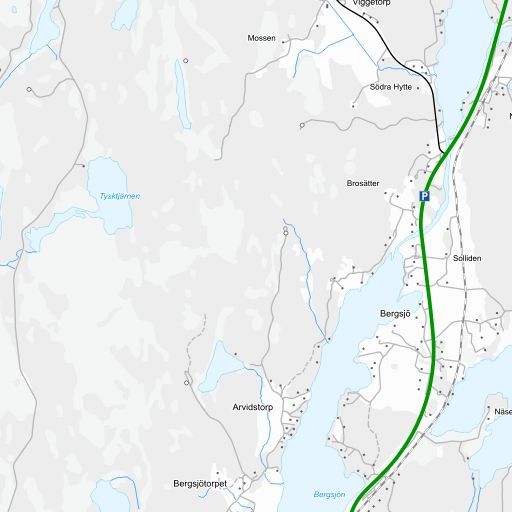 Viggetorp
Mossen
Södra Hytte
Brosätter
P
Tysktjärnen
Solliden
Bergsjö
Arvidstorp
Näse
Bergsjötorpet
Bergsjön